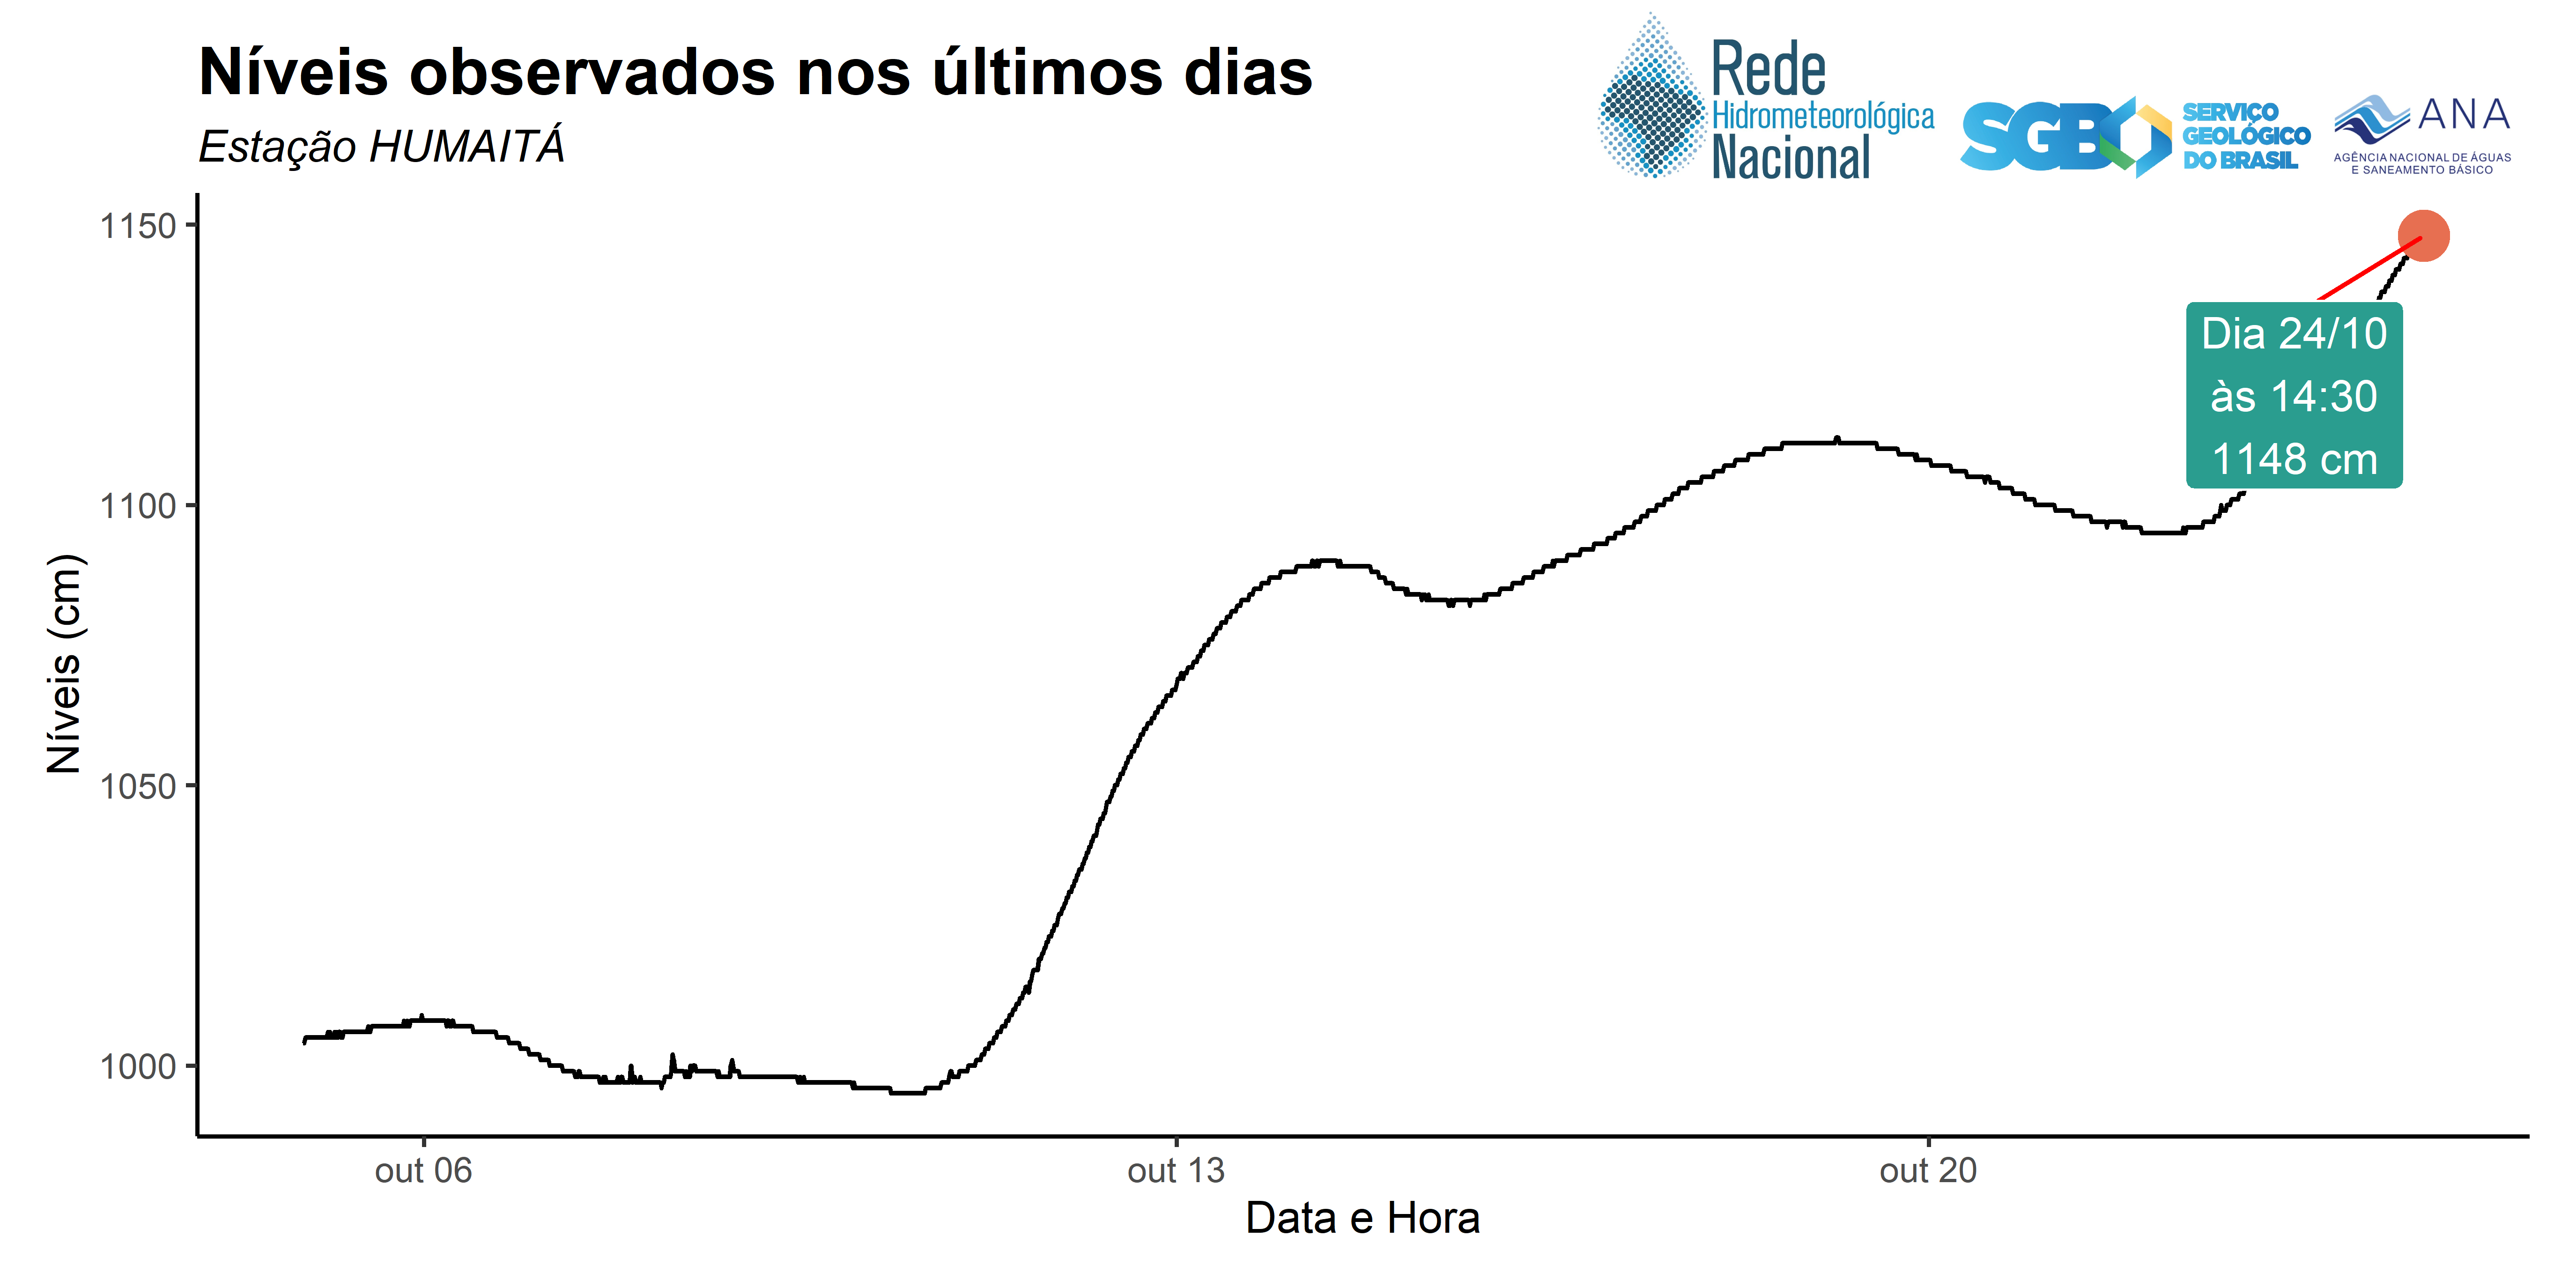 Níveis observados nos últimos dias
Estação HUMAITÁ
Rede
Hidrometeorológica
Nacional
SGB
SERVIÇO
GEOLÓGICO
DO BRASIL
ANA
AGÊNCIA NACIONAL DE ÁGUAS
E SANEAMENTO BÁSICO
Níveis (cm)
1150
1100
1050
1000
Dia 24/10
às 14:30
1148 cm
out 06
out 13
out 20
Data e Hora